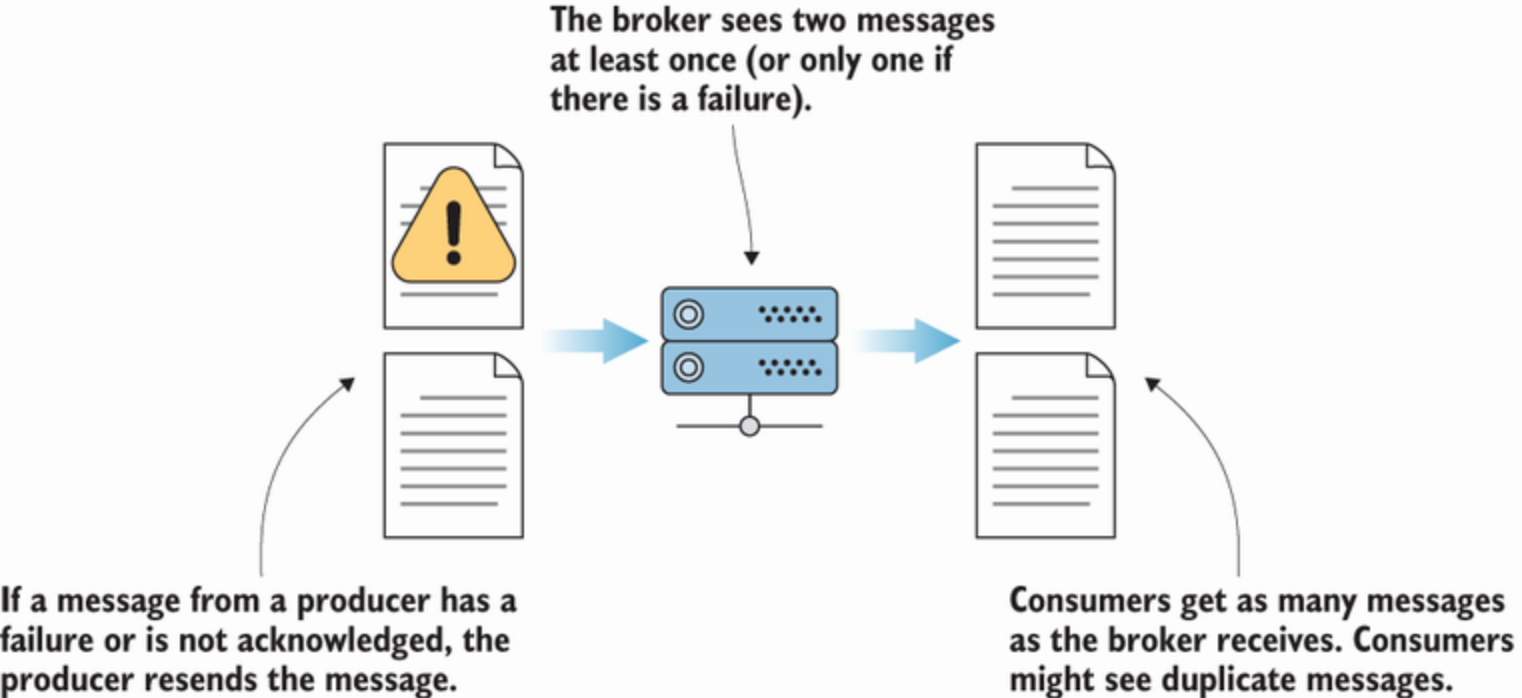 The broker sees two messages
at least once (or only one if
there is a failure).
If a message from a producer has a
failure or is not acknowledged, the
producer resends the message.
Consumers get as many messages
as the broker receives. Consumers
might see duplicate messages.